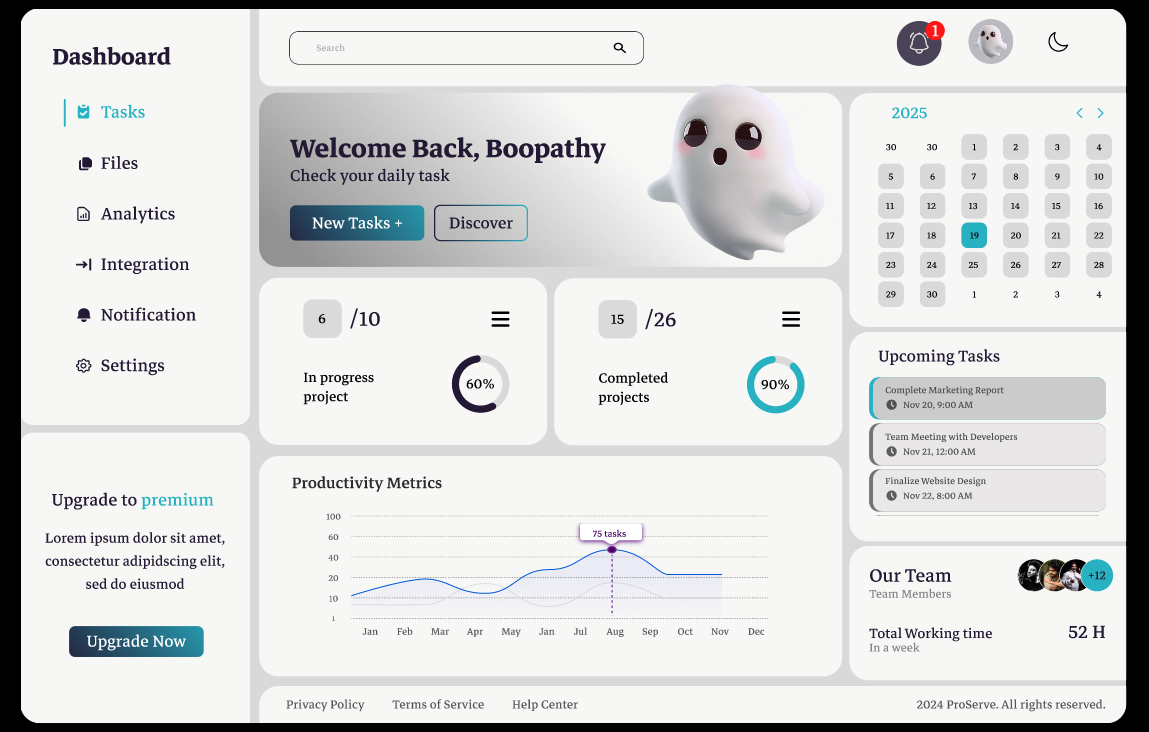 Dashboard
Tasks
Files
Analytics
Integration
Notification
Settings
Upgrade to premium
Lorem ipsum dolor sit amet,
consectetur adipidscing elit,
sed do eiusmod
Upgrade Now
Search
1
Welcome Back, Boopathy
Check your daily task
New Tasks +
Discover
6 /10
In progress
project
60%
15 /26
Completed
projects
90%
Productivity Metrics
100
60
40
20
10
1
75 tasks
Jan Feb Mar Apr May Jan Jul Aug Sep Oct Nov Dec
2025
30 30 1 2 3 4
5 6 7 8 9 10
11 12 13 14 15 16
17 18 19 20 21 22
23 24 25 26 27 28
29 30 1 2 3 4
Upcoming Tasks
Complete Marketing Report
Nov 20, 9:00 AM
Team Meeting with Developers
Nov 21, 12:00 AM
Finalize Website Design
Nov 22, 8:00 AM
Our Team
Team Members
+12
Total Working time
52 H
In a week
Privacy Policy Terms of Service Help Center
2024 ProServe. All rights reserved.